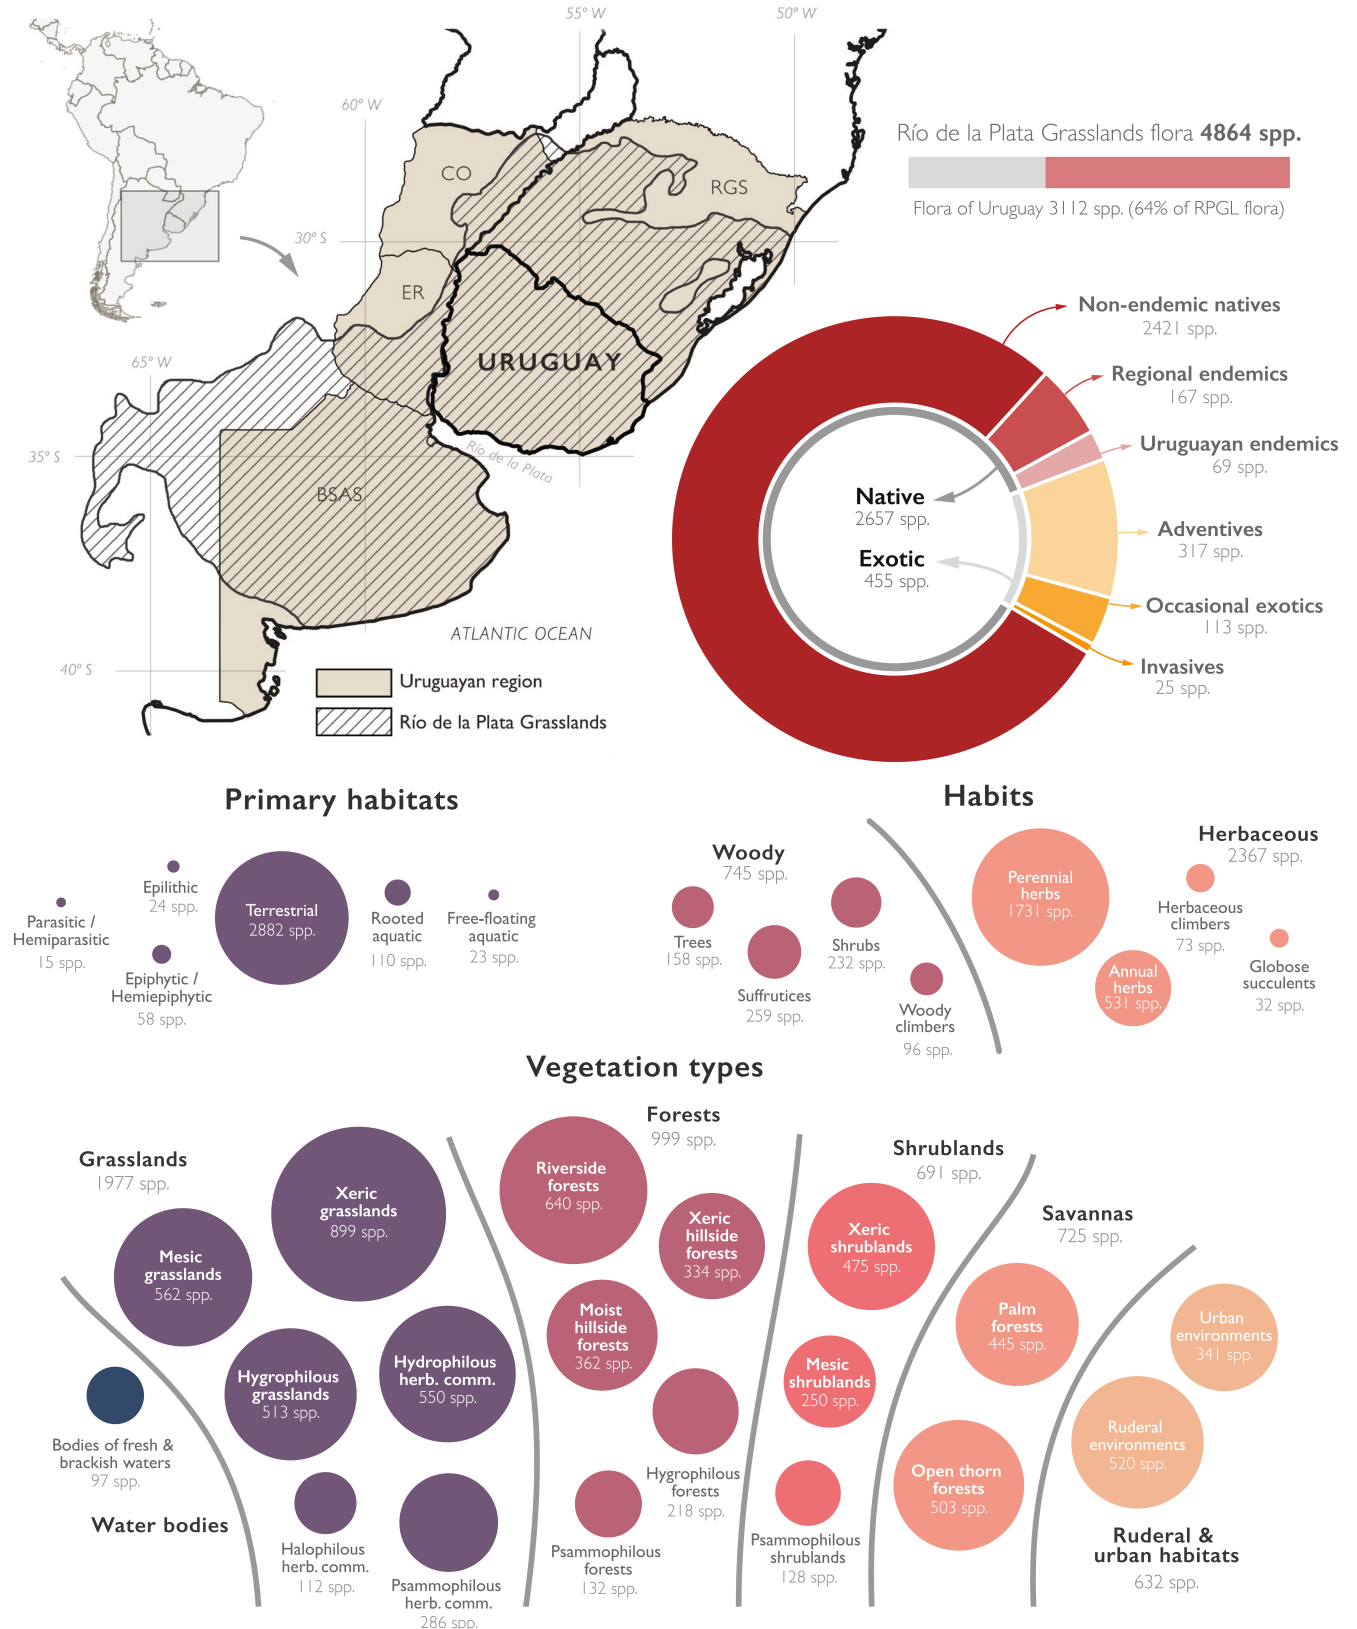 55° W
50° W
60° W
CO
RGS
30° S
ER
65° W
URUGUAY
35° S
Río de la Plata
BSAS
ATLANTIC OCEAN
40° S
Uruguayan region
Río de la Plata Grasslands
Río de la Plata Grasslands flora 4864 spp.
Flora of Uruguay 3112 spp. (64% of RPGL flora)
Non-endemic natives
2421 spp.
Regional endemics
167 spp.
Uruguayan endemics
69 spp.
Native
2657 spp.
Exotic
455 spp.
Adventives
317 spp.
Occasional exotics
113 spp.
Invasives
25 spp.
Primary habitats
Epilithic
24 spp.
Parasitic /
Hemiparasitic
15 spp.
Epiphytic /
Hemiepiphytic
58 spp.
Terrestrial
2882 spp.
Rooted
aquatic
110 spp.
Free-floating
aquatic
23 spp.
Habits
Woody
745 spp.
Trees
158 spp.
Suffrutices
259 spp.
Shrubs
232 spp.
Woody
climbers
96 spp.
Herbaceous
2367 spp.
Perennial
herbs
1731 spp.
Annual
herbs
531 spp.
Herbaceous
climbers
73 spp.
Globose
succulents
32 spp.
Vegetation types
Grasslands
1977 spp.
Xeric
grasslands
899 spp.
Mesic
grasslands
562 spp.
Hygrophilous
grasslands
513 spp.
Hydrophilous
herb. comm.
550 spp.
Halophilous
herb. comm.
112 spp.
Psammophilous
herb. comm.
286 spp.
Bodies of fresh &
brackish waters
97 spp.
Water bodies
Forests
999 spp.
Riverside
forests
640 spp.
Xeric
hillside
forests
334 spp.
Moist
hillside
forests
362 spp.
Hygrophilous
forests
218 spp.
Psammophilous
forests
132 spp.
Shrublands
691 spp.
Xeric
shrublands
475 spp.
Mesic
shrublands
250 spp.
Psammophilous
shrublands
128 spp.
Savannas
725 spp.
Palm
forests
445 spp.
Open thorn
forests
503 spp.
Urban
environments
341 spp.
Ruderal
environments
520 spp.
Ruderal &
urban habitats
632 spp.